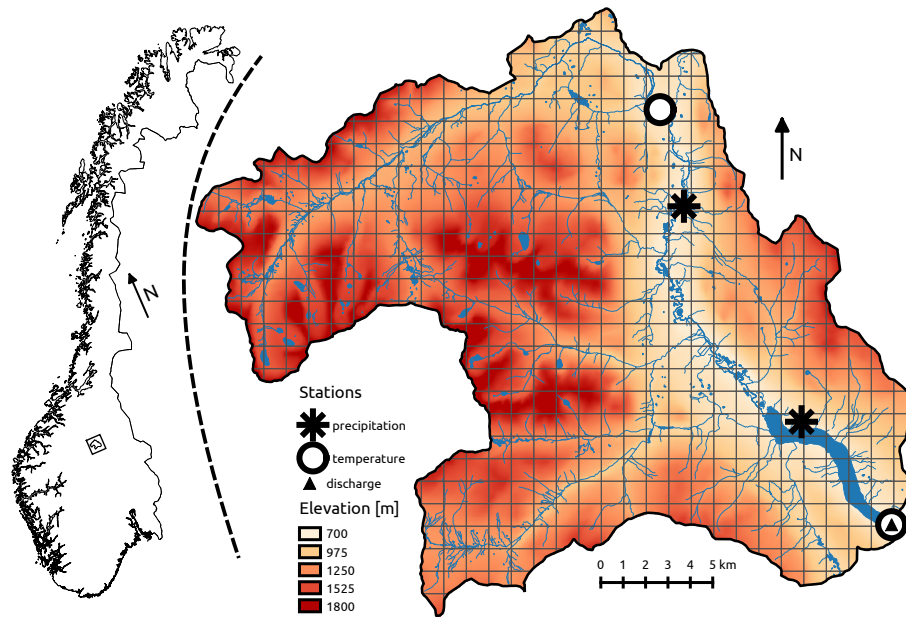 N
N
Stations
precipitation
temperature
discharge
Elevation [m]
700
975
1250
1525
1800
0 1 2 3 4 5 km